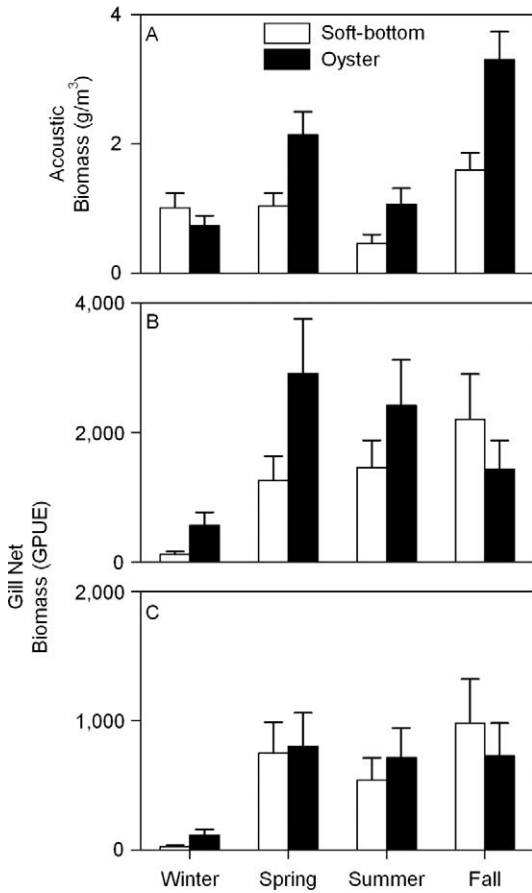 A
Soft-bottom
Oyster
Acoustic
Biomass (g/m³)
4
2
0
B
4,000
2,000
0
Gill Net
Biomass (GPUE)
C
2,000
1,000
0
Winter Spring Summer Fall